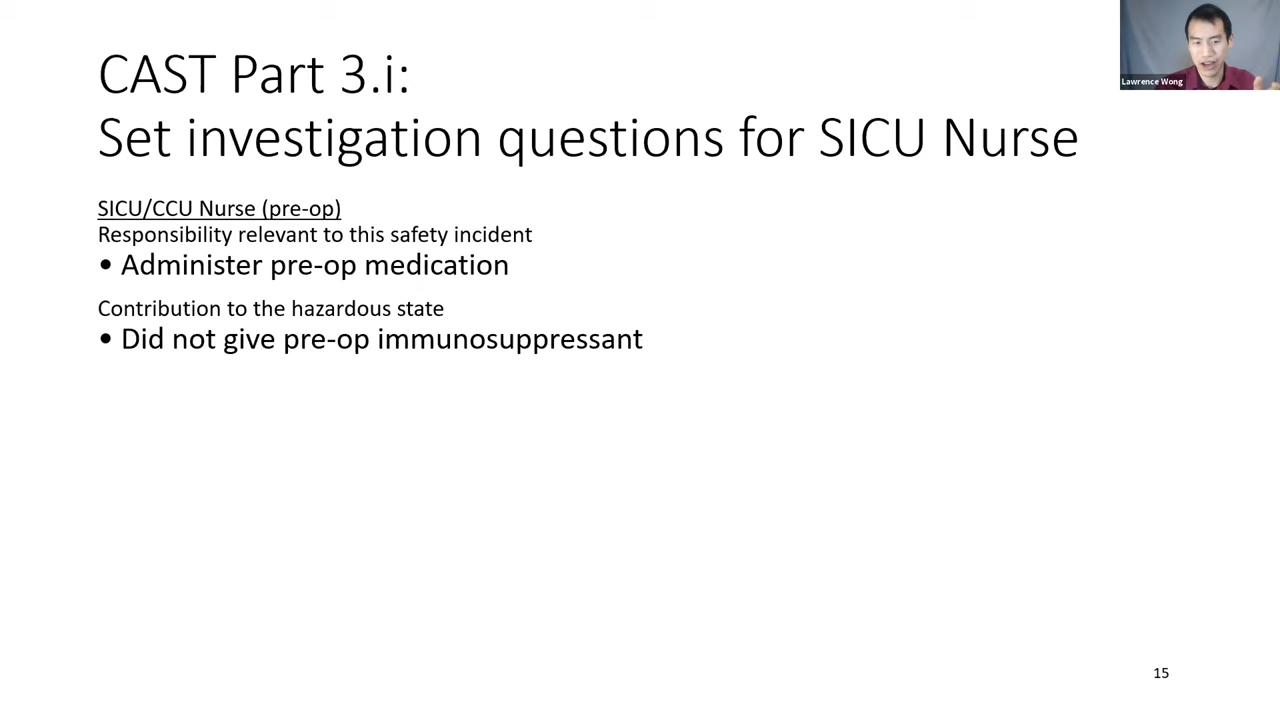 CAST Part 3.i:
Set investigation questions for SICU Nurse
Lawrence Wong
SICU/CCU Nurse (pre-op)
Responsibility relevant to this safety incident
• Administer pre-op medication
Contribution to the hazardous state
• Did not give pre-op immunosuppressant
15